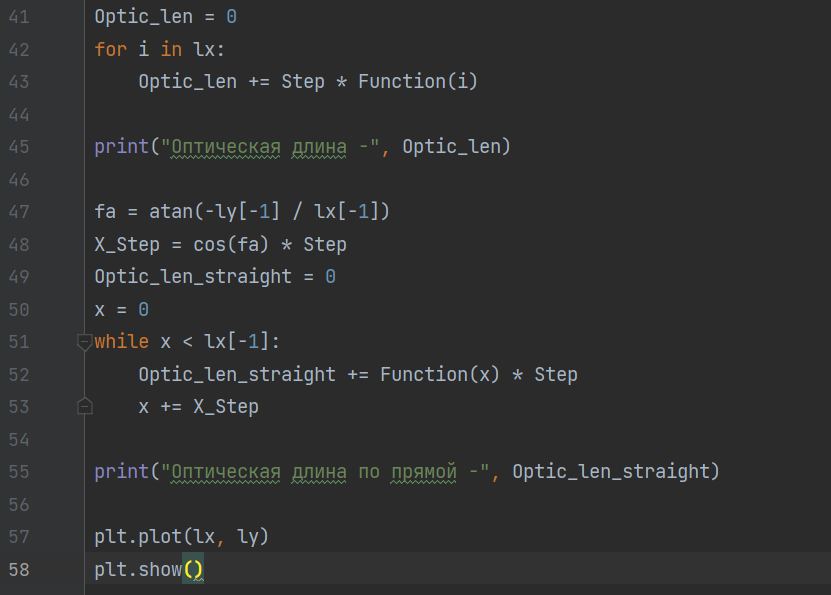 41 Optic_len = 0
42 for i in lx:
43     Optic_len += Step * Function(i)
44
45 print("Оптическая длина -", Optic_len)
46
47 fa = atan(-ly[-1] / lx[-1])
48 X_Step = cos(fa) * Step
49 Optic_len_straight = 0
50 x = 0
51 while x < lx[-1]:
52     Optic_len_straight += Function(x) * Step
53     x += X_Step
54
55 print("Оптическая длина по прямой -", Optic_len_straight)
56
57 plt.plot(lx, ly)
58 plt.show()